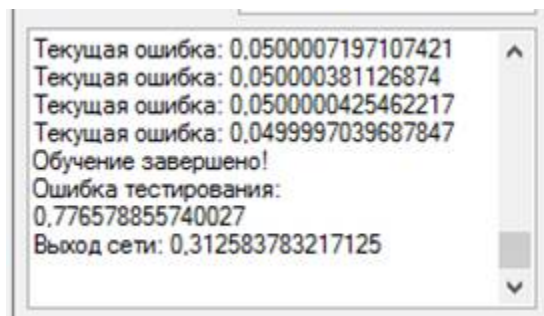 Текущая ошибка: 0,0500007197107421
Текущая ошибка: 0,050000381126874
Текущая ошибка: 0,0500000425462217
Текущая ошибка: 0,0499997039687847
Обучение завершено!
Ошибка тестирования:
0,776578855740027
Выход сети: 0,312583783217125